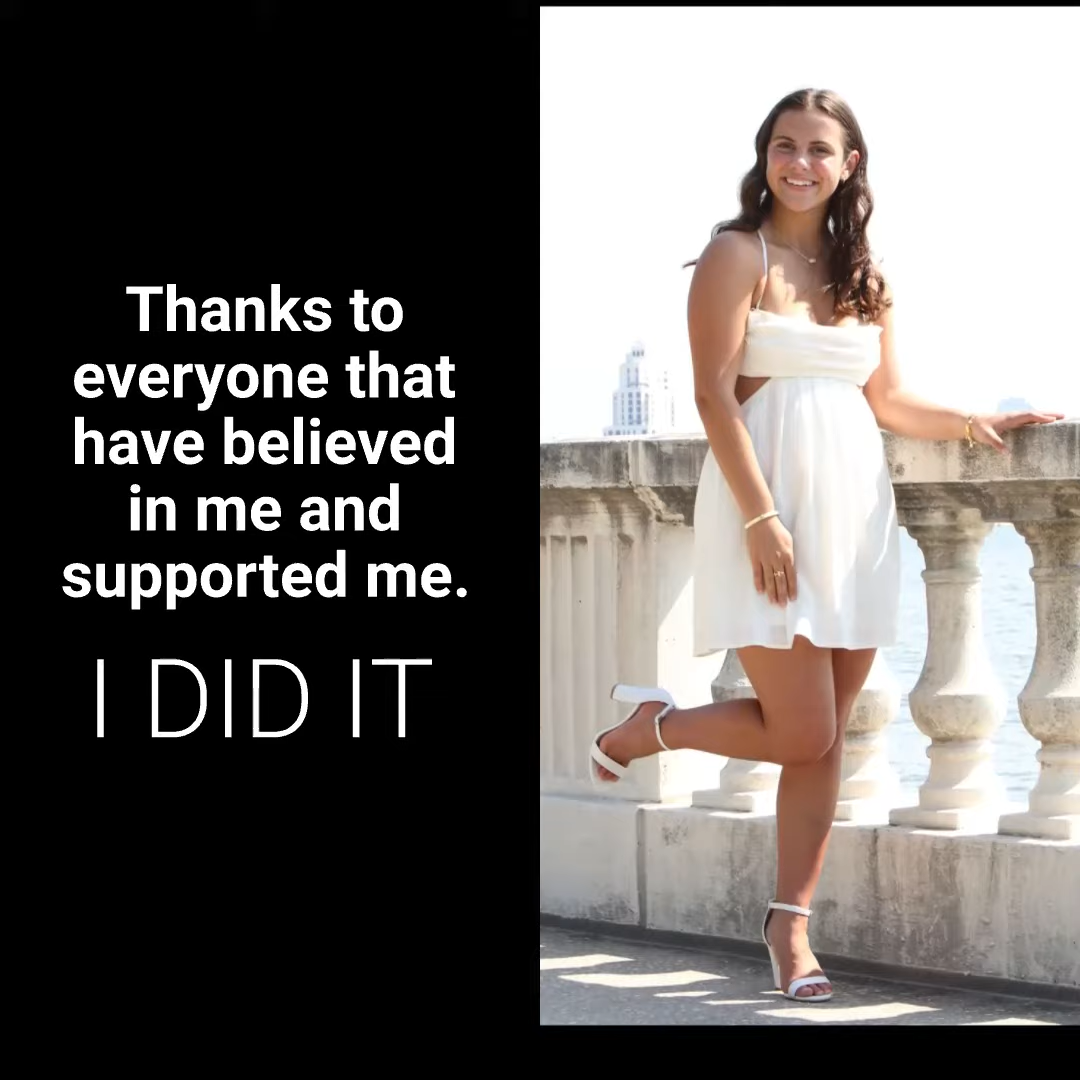 Thanks to
everyone that
have believed
in me and
supported me.
I DID IT